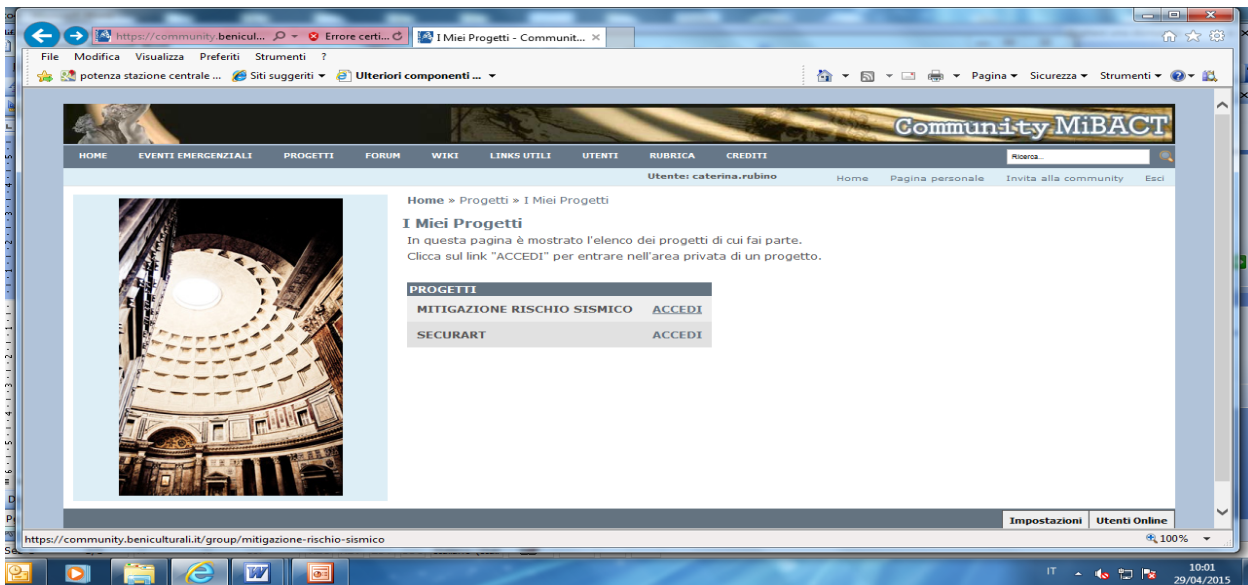 https://community.benicul... Errore certi... I Miei Progetti - Communit...
File Modifica Visualizza Preferiti Strumenti ?
potenza stazione centrale ... Siti suggeriti Ulteriori componenti ... Pagina Sicurezza Strumenti
Community MiBACT
HOME EVENTI EMERGENZIALI PROGETTI FORUM WIKI LINKS UTILI UTENTI RUBRICA CREDITI Ricerca...
Utente: caterina.rubino Home Pagina personale Invita alla community Esci
Home » Progetti » I Miei Progetti
I Miei Progetti
In questa pagina è mostrato l'elenco dei progetti di cui fai parte.
Clicca sul link "ACCEDI" per entrare nell'area privata di un progetto.
PROGETTI
MITIGAZIONE RISCHIO SISMICO ACCEDI
SECURART ACCEDI
Impostazioni Utenti Online
https://community.beniculturali.it/group/mitigazione-rischio-sismico 100%
IT 10:01
29/04/2015